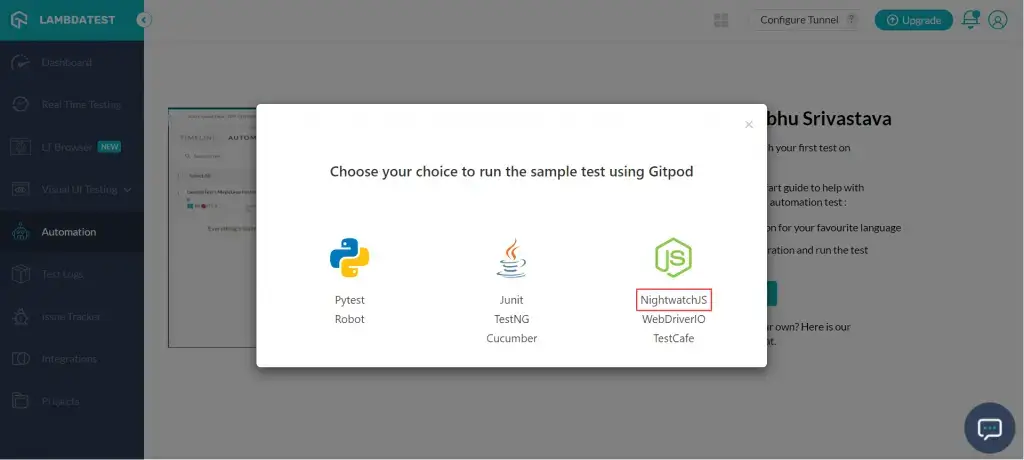 LAMBDATEST
Configure Tunnel ?
Upgrade
Dashboard
Real Time Testing
LT Browser NEW
Visual UI Testing
Automation
Test Logs
Issue Tracker
Integrations
Projects
TIMELINE
bhu Srivastava
h your first test on
art guide to help with
automation test :
on for your favourite language
ration and run the test
ur own? Here is our
×
Choose your choice to run the sample test using Gitpod
Pytest
Robot
Junit
TestNG
Cucumber
JS
NightwatchJS
WebDriverIO
TestCafe